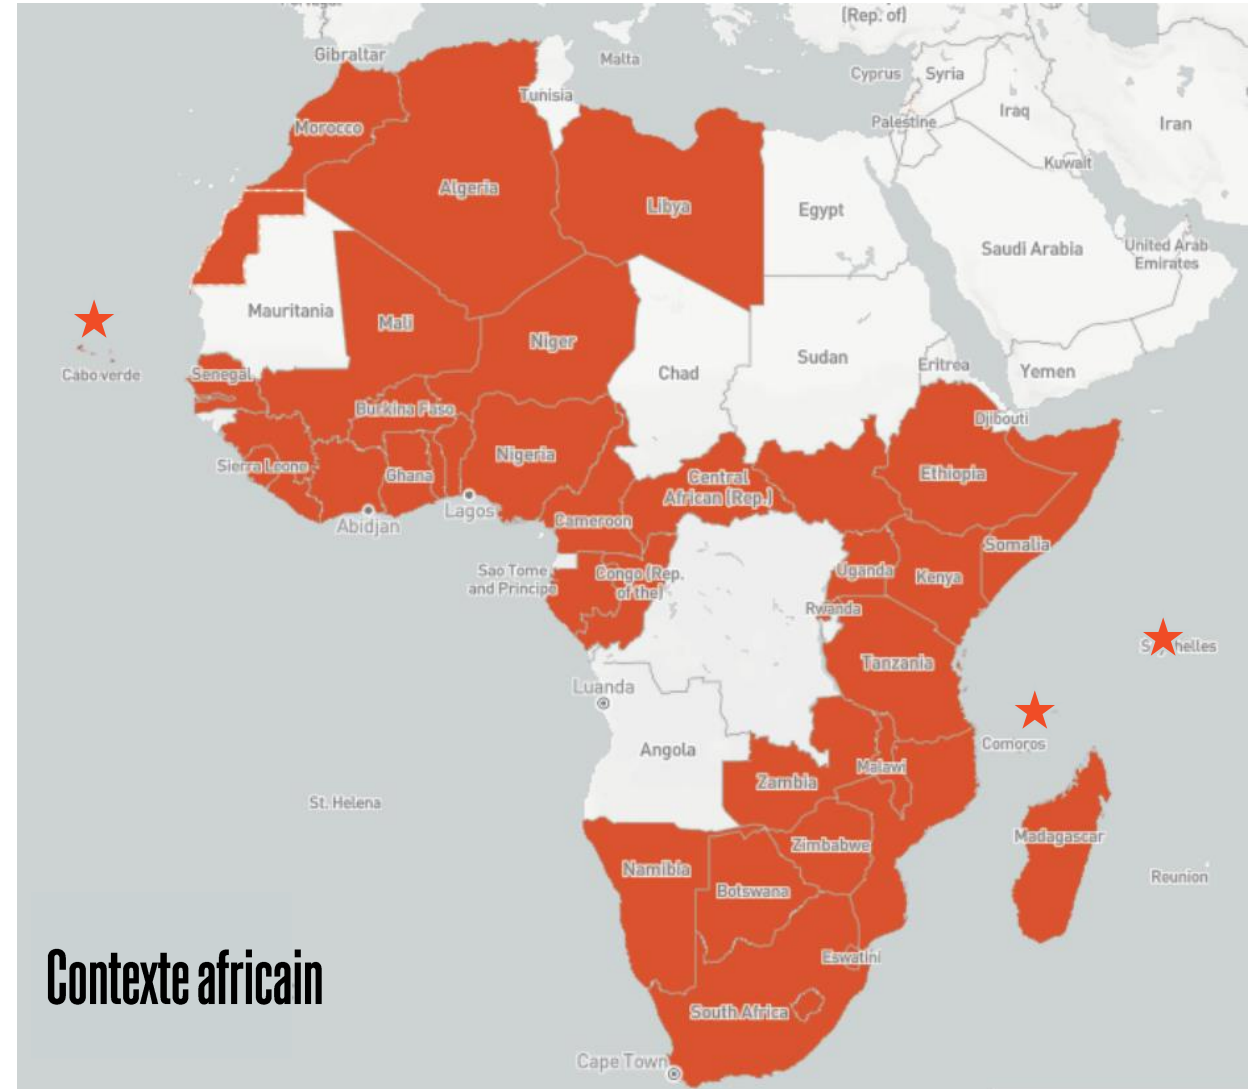 (Rep. of)
Gibraltar
Malta
Cyprus
Syria
Tunisia
Palestine
Iraq
Iran
Morocco
Kuwait
Algeria
Libya
Egypt
Saudi Arabia
United Arab
Emirates
Mauritania
Mali
Niger
Chad
Sudan
Eritrea
Yemen
Cabo verde
Senegal
Burkina Faso
Djibouti
Sierra Leone
Ghana
Nigeria
Central
African (Rep.)
Ethiopia
Abidjan
Lagos
Cameroon
Somalia
Sao Tome
and Principe
Congo (Rep.
of the)
Uganda
Kenya
Rwanda
Seychelles
Tanzania
Luanda
Angola
Comoros
Malawi
Zambia
St. Helena
Zimbabwe
Madagascar
Namibia
Botswana
Reunion
Eswatini
Contexte africain
South Africa
Cape Town